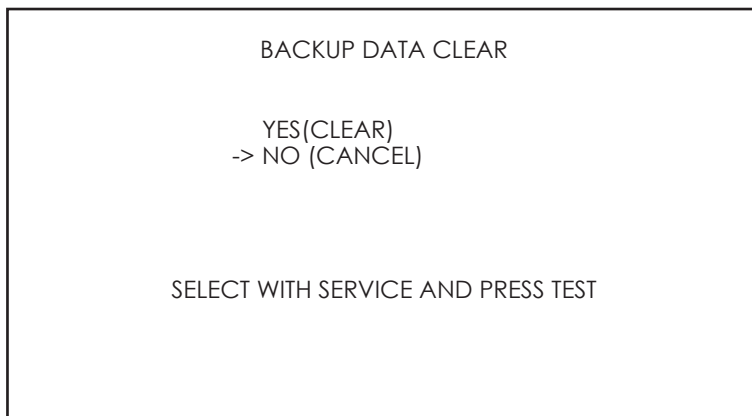 BACKUP DATA CLEAR
YES(CLEAR)
-> NO (CANCEL)
SELECT WITH SERVICE AND PRESS TEST